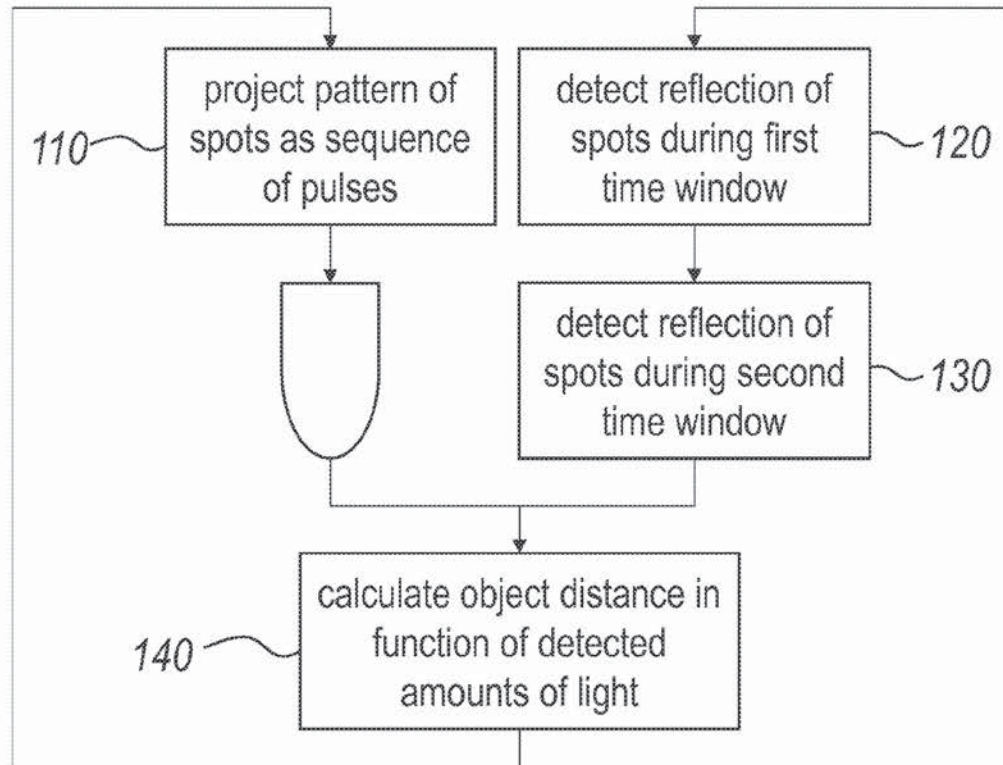 project pattern of
spots as sequence
of pulses
110
detect reflection of
spots during first
time window
120
detect reflection of
spots during second
time window
130
calculate object distance in
function of detected
amounts of light
140